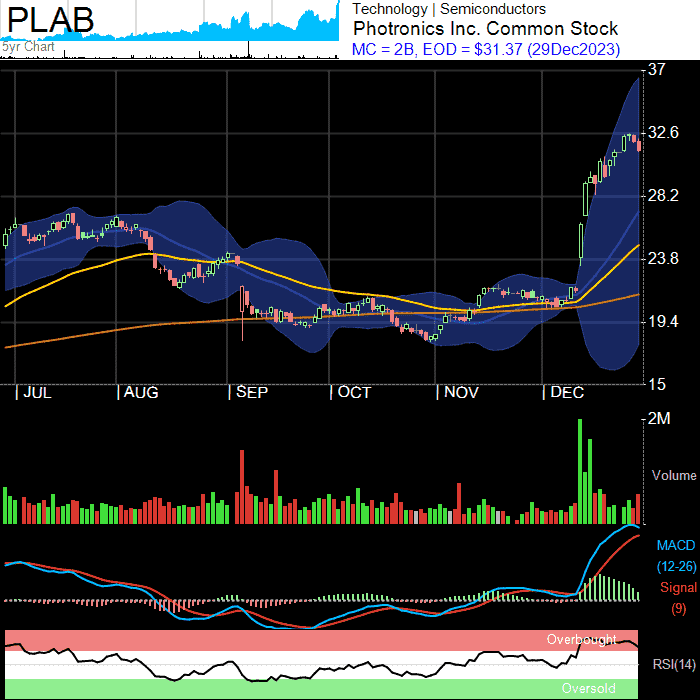 PLAB
5yr Chart
Technology | Semiconductors
Photronics Inc. Common Stock
MC = 2B, EOD = $31.37 (29Dec2023)
37
32.6
28.2
23.8
19.4
15
| JUL | AUG | SEP | OCT | NOV | DEC
2M
Volume
MACD
(12-26)
Signal
(9)
Overbought
RSI(14)
Oversold